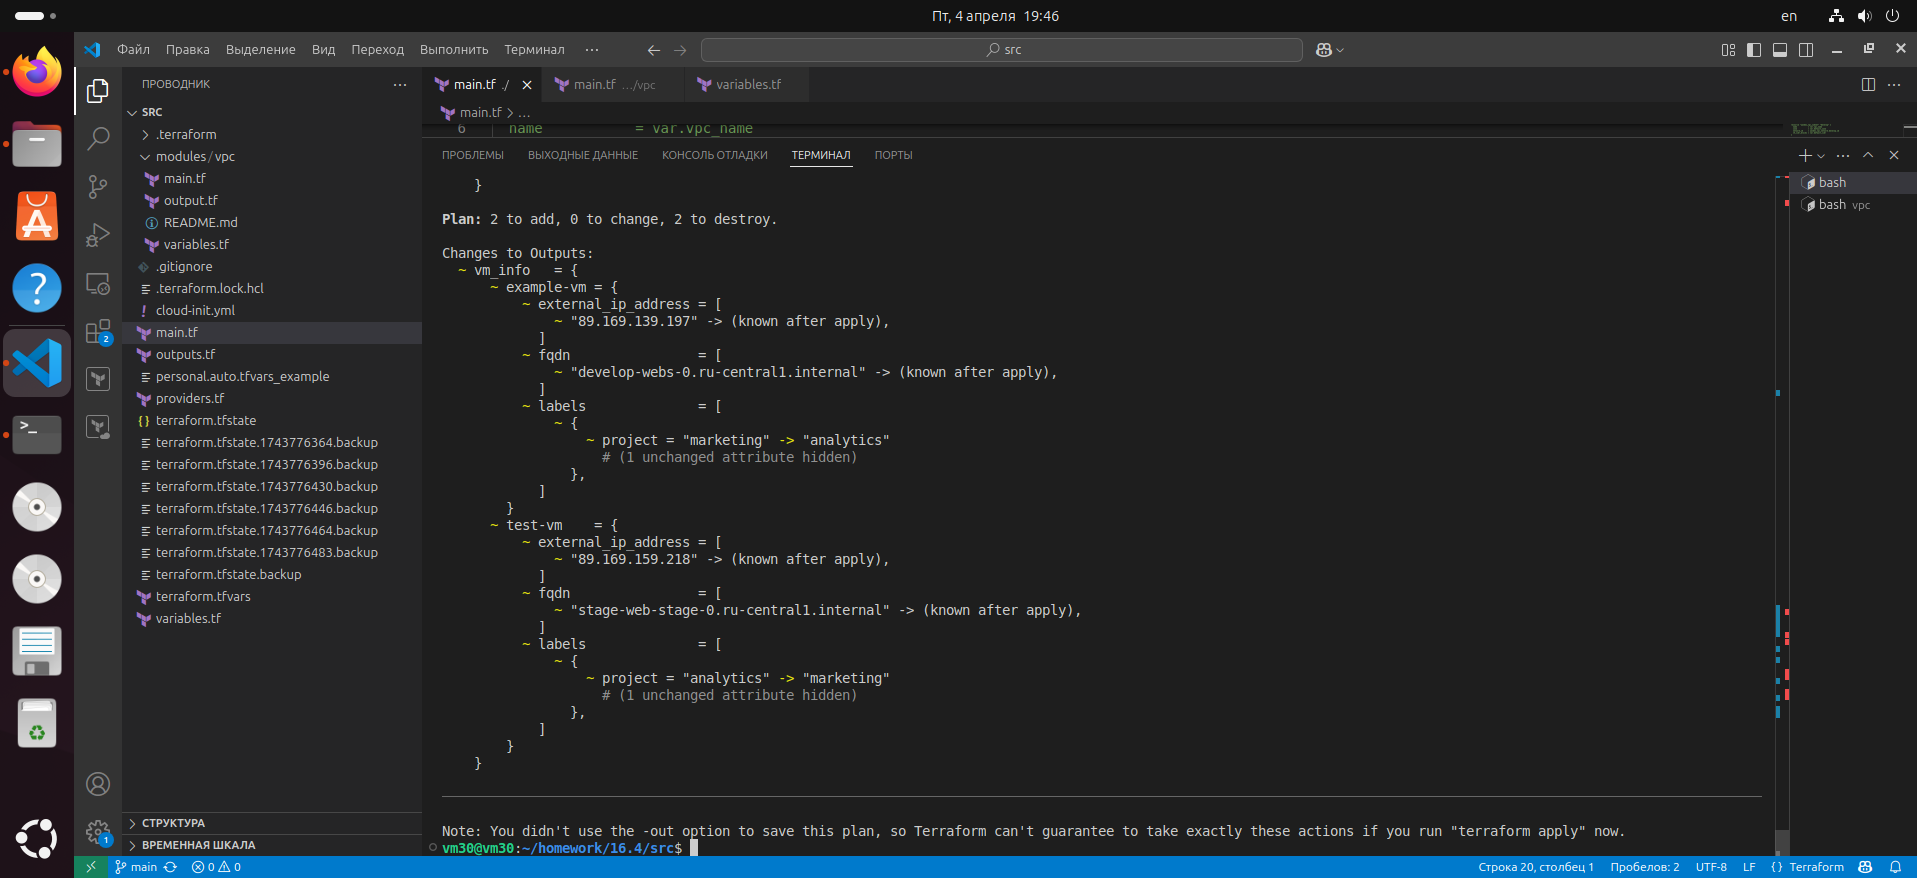 Пт, 4 апреля 19:46
en
Файл Правка Выделение Вид Переход Выполнить Терминал ···
src
ПРОВОДНИК
main.tf ./
main.tf .../vpc
variables.tf
main.tf > ...
SRC
.terraform
modules/vpc
main.tf
output.tf
README.md
variables.tf
.gitignore
.terraform.lock.hcl
cloud-init.yml
main.tf
outputs.tf
personal.auto.tfvars_example
providers.tf
terraform.tfstate
terraform.tfstate.1743776364.backup
terraform.tfstate.1743776396.backup
terraform.tfstate.1743776430.backup
terraform.tfstate.1743776446.backup
terraform.tfstate.1743776464.backup
terraform.tfstate.1743776483.backup
terraform.tfstate.backup
terraform.tfvars
variables.tf
СТРУКТУРА
ВРЕМЕННАЯ ШКАЛА
2
1
6 name = var.vpc_name
ПРОБЛЕМЫ ВЫХОДНЫЕ ДАННЫЕ КОНСОЛЬ ОТЛАДКИ ТЕРМИНАЛ ПОРТЫ
bash
bash vpc
}
Plan: 2 to add, 0 to change, 2 to destroy.
Changes to Outputs:
~ vm_info = {
~ example-vm = {
~ external_ip_address = [
~ "89.169.139.197" -> (known after apply),
]
~ fqdn = [
~ "develop-webs-0.ru-central1.internal" -> (known after apply),
]
~ labels = [
~ {
~ project = "marketing" -> "analytics"
# (1 unchanged attribute hidden)
},
]
}
~ test-vm = {
~ external_ip_address = [
~ "89.169.159.218" -> (known after apply),
]
~ fqdn = [
~ "stage-web-stage-0.ru-central1.internal" -> (known after apply),
]
~ labels = [
~ {
~ project = "analytics" -> "marketing"
# (1 unchanged attribute hidden)
},
]
}
}
Note: You didn't use the -out option to save this plan, so Terraform can't guarantee to take exactly these actions if you run "terraform apply" now.
vm30@vm30:~/homework/16.4/src$
main 0 0
Строка 20, столбец 1 Пробелов: 2 UTF-8 LF {} Terraform